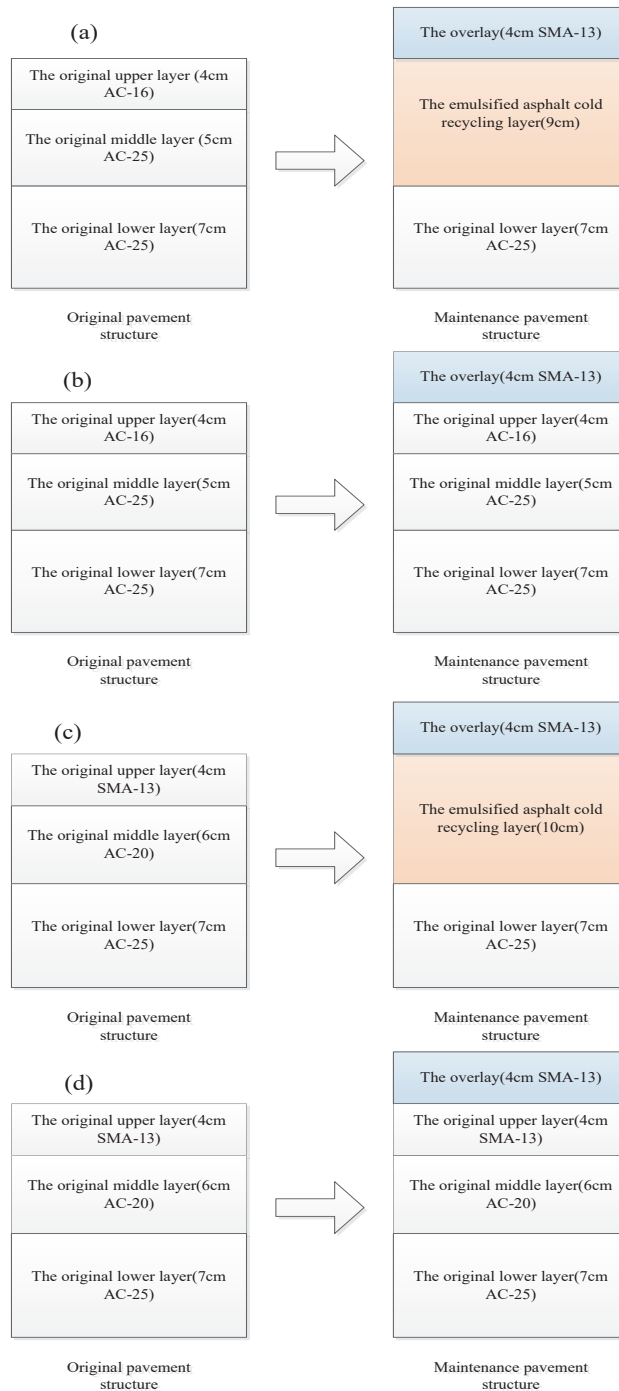 (a)
The original upper layer (4cm
AC-16)
The original middle layer (5cm
AC-25)
The original lower layer(7cm
AC-25)
Original pavement
structure
The overlay(4cm SMA-13)
The emulsified asphalt cold
recycling layer(9cm)
The original lower layer(7cm
AC-25)
Maintenance pavement
structure
(b)
The original upper layer(4cm
AC-16)
The original middle layer(5cm
AC-25)
The original lower layer(7cm
AC-25)
Original pavement
structure
The overlay(4cm SMA-13)
The original upper layer(4cm
AC-16)
The original middle layer(5cm
AC-25)
The original lower layer(7cm
AC-25)
Maintenance pavement
structure
(c)
The original upper layer(4cm
SMA-13)
The original middle layer(6cm
AC-20)
The original lower layer(7cm
AC-25)
Original pavement
structure
The overlay(4cm SMA-13)
The emulsified asphalt cold
recycling layer(10cm)
The original lower layer(7cm
AC-25)
Maintenance pavement
structure
(d)
The original upper layer(4cm
SMA-13)
The original middle layer(6cm
AC-20)
The original lower layer(7cm
AC-25)
Original pavement
structure
The overlay(4cm SMA-13)
The original upper layer(4cm
SMA-13)
The original middle layer(6cm
AC-20)
The original lower layer(7cm
AC-25)
Maintenance pavement
structure